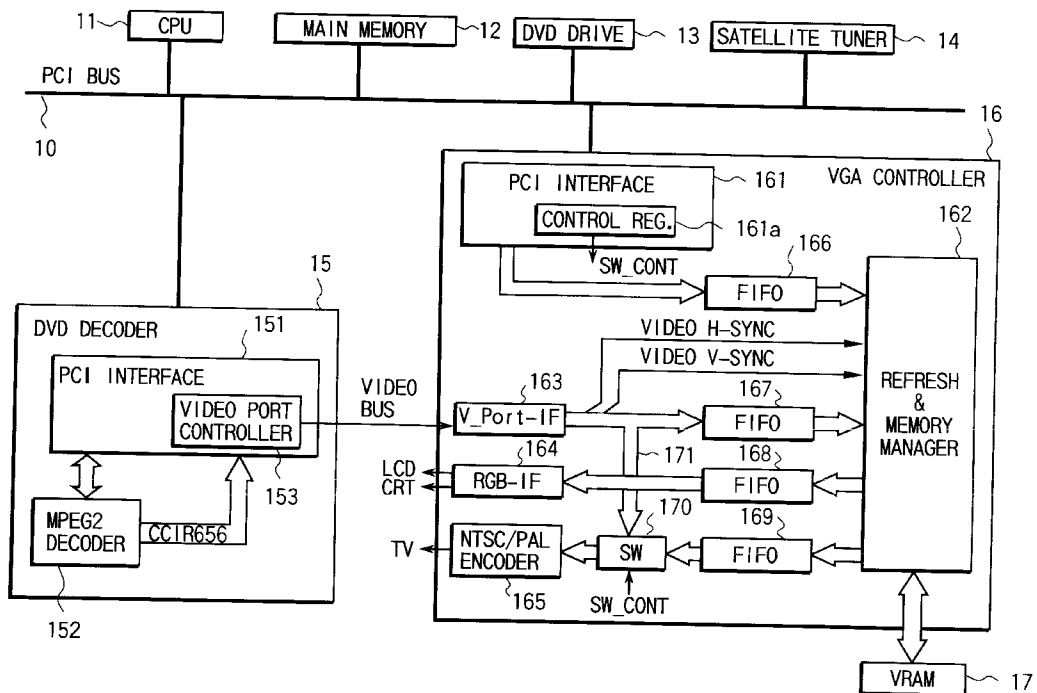 11 CPU
MAIN MEMORY 12
DVD DRIVE 13
SATELLITE TUNER 14
PCI BUS
10
16
VGA CONTROLLER
PCI INTERFACE
161
CONTROL REG.
161a
SW_CONT
162
166
FIFO
VIDEO H-SYNC
VIDEO V-SYNC
REFRESH
&
MEMORY
MANAGER
15
DVD DECODER
151
PCI INTERFACE
VIDEO PORT
CONTROLLER
153
VIDEO
BUS
163
V_Port-IF
167
FIFO
171
164
LCD
CRT
RGB-IF
168
FIFO
MPEG2
DECODER
CCIR656
152
170
TV
NTSC/PAL
ENCODER
165
SW
SW_CONT
169
FIFO
VRAM 17